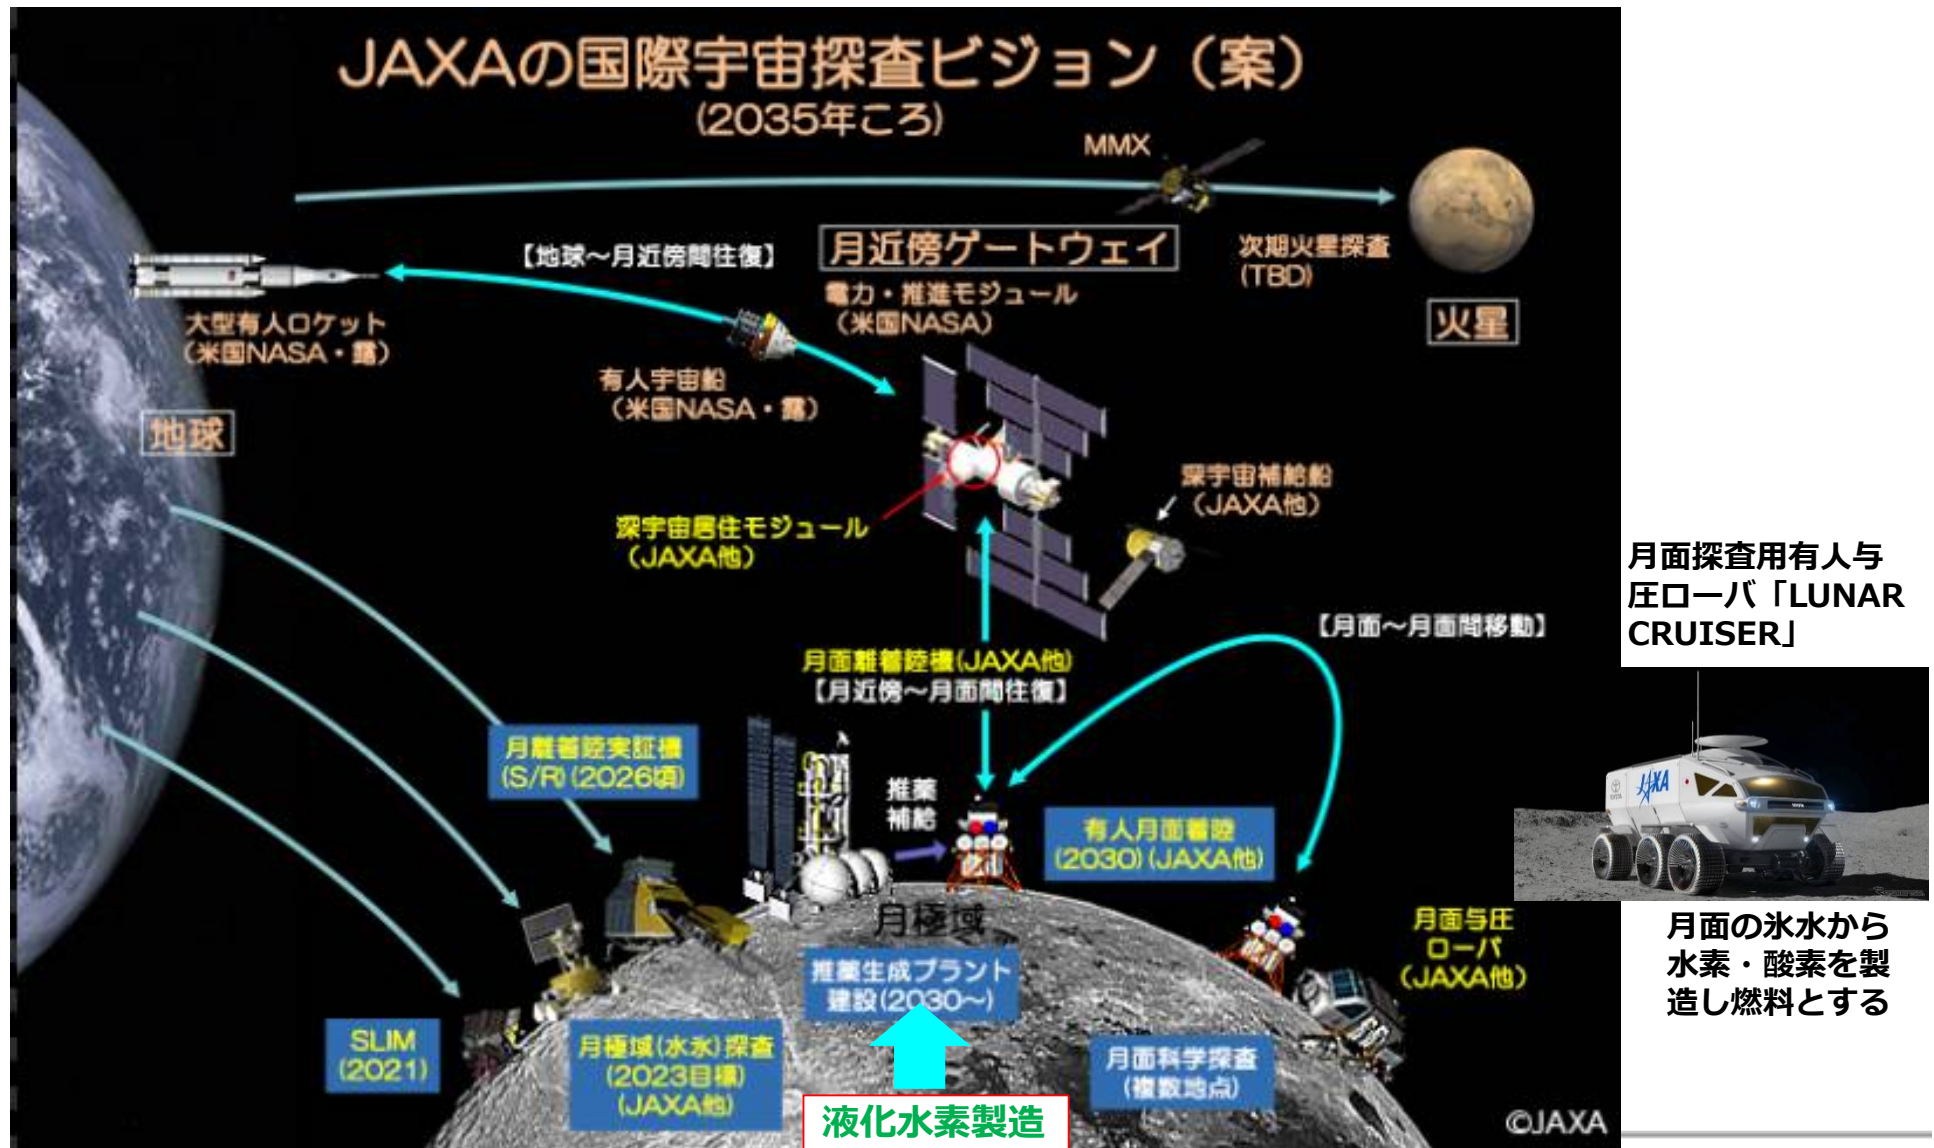 JAXAの国際宇宙探査ビジョン（案）
(2035年ころ)
MMX
【地球～月近傍間往復】
月近傍ゲートウェイ
電力・推進モジュール
（米国NASA）
次期火星探査
(TBD)
火星
大型有人ロケット
（米国NASA・露）
有人宇宙船
（米国NASA・露）
地球
深宇宙補給船
（JAXA他）
深宇宙居住モジュール
（JAXA他）
月面探査用有人与
圧ローバ「LUNAR
CRUISER」
【月面～月面間移動】
月面離着陸機(JAXA他)
【月近傍～月面間往復】
月離着陸実証機
(S/R)(2026頃)
推薬
補給
有人月面着陸
(2030)(JAXA他)
JAXA
月極域
月面与圧
ローバ
（JAXA他）
月面の氷水から
水素・酸素を製
造し燃料とする
推薬生成プラント
建設(2030～)
SLIM
(2021)
月極域(水氷)探査
(2023目標)
(JAXA他)
月面科学探査
(複数地点)
液化水素製造
©JAXA